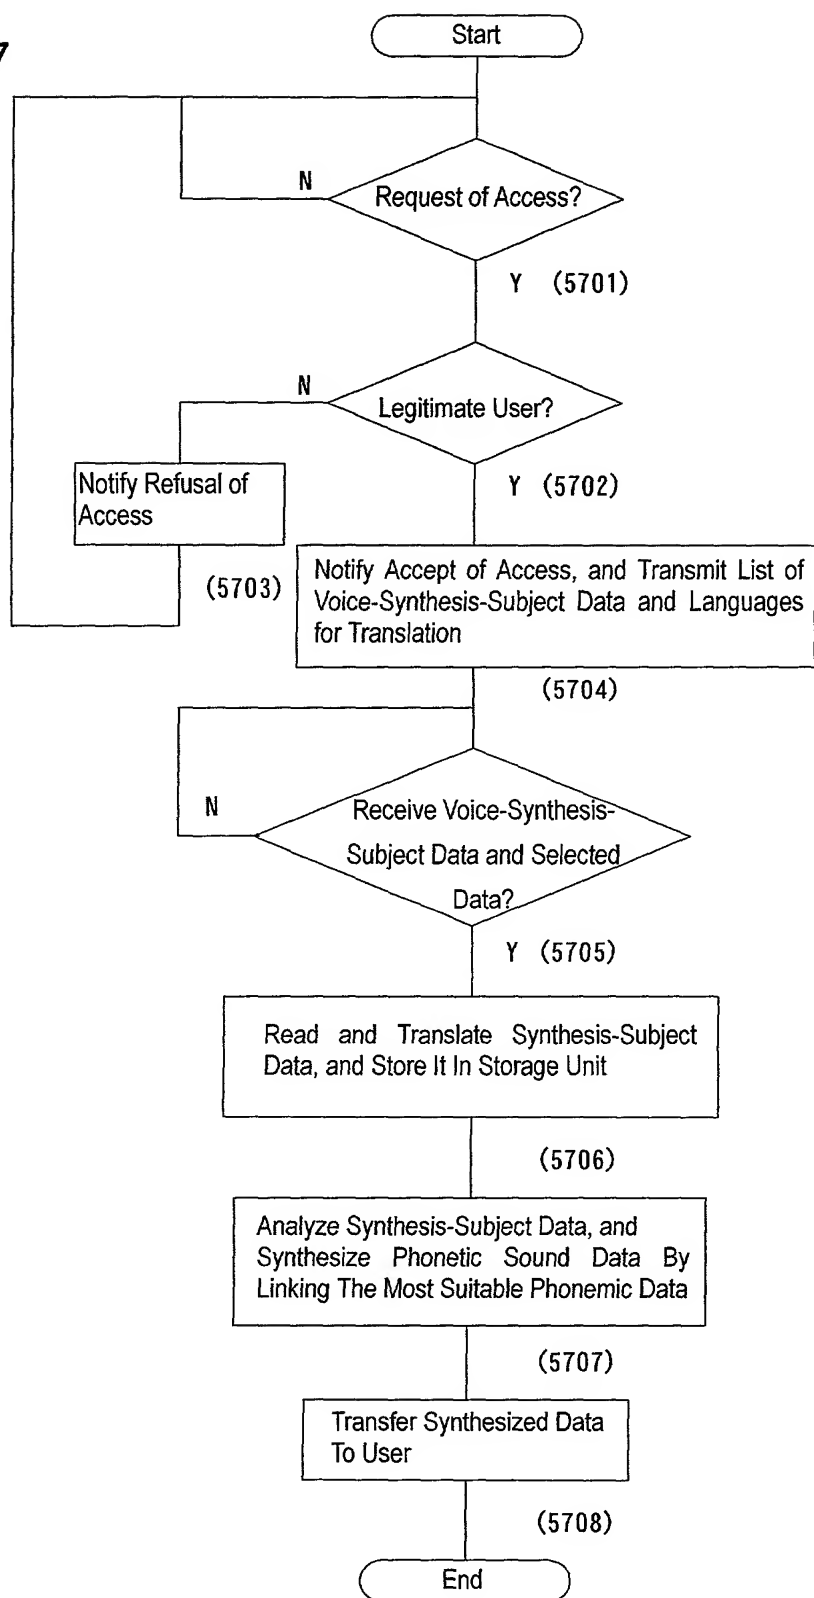 7
Start
N
Request of Access?
Y (5701)
N
Legitimate User?
Y (5702)
Notify Refusal of
Access
(5703)
Notify Accept of Access, and Transmit List of
Voice-Synthesis-Subject Data and Languages
for Translation
(5704)
N
Receive Voice-Synthesis-
Subject Data and Selected
Data?
Y (5705)
Read and Translate Synthesis-Subject
Data, and Store It In Storage Unit
(5706)
Analyze Synthesis-Subject Data, and
Synthesize Phonetic Sound Data By
Linking The Most Suitable Phonemic Data
(5707)
Transfer Synthesized Data
To User
(5708)
End